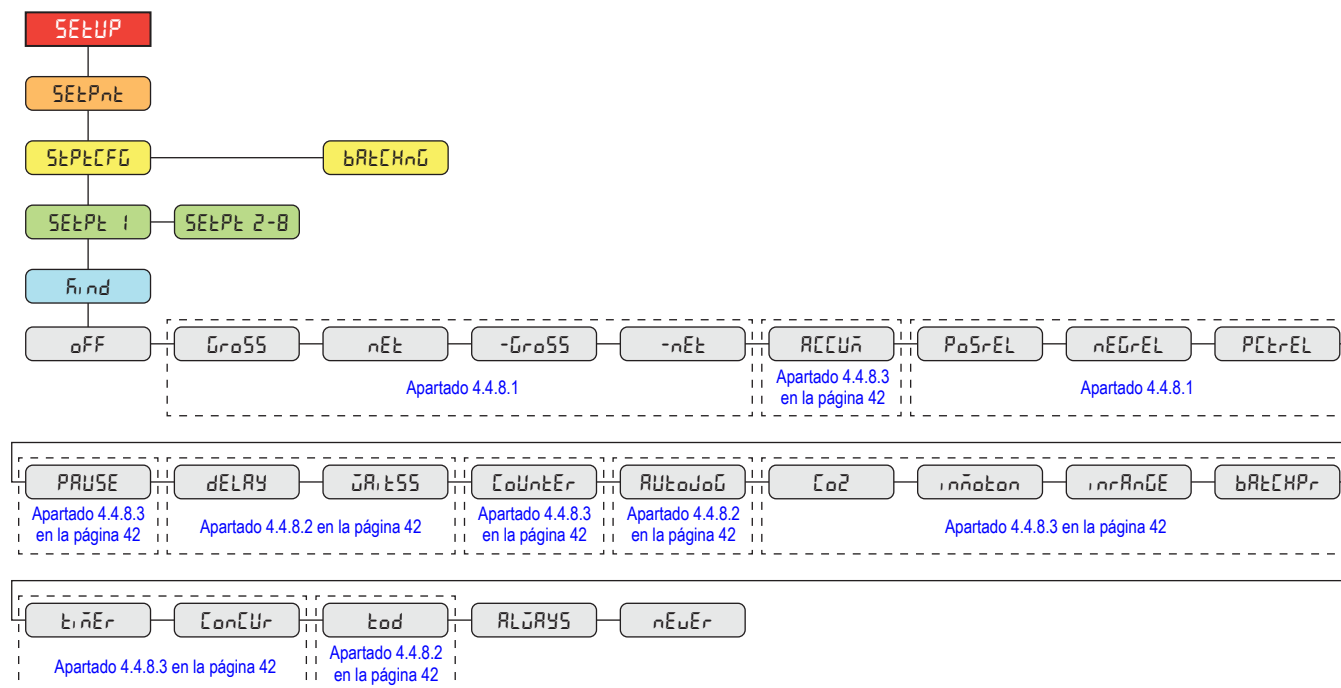 SEtUP
SEtPnt
StPtCFG
bAtCHnG
SEtPt 1
SEtPt 2-8
Kind
oFF
GroSS
nEt
-GroSS
-nEt
ACCUM
PoSrEL
nEGrEL
PCtrEL
Apartado 4.4.8.1
Apartado 4.4.8.3
en la página 42
Apartado 4.4.8.1
PAUSE
dELAY
WAitSS
CoUntEr
AUtoJoG
CoZ
inMoton
inrAnGE
bAtCHPr
Apartado 4.4.8.3
en la página 42
Apartado 4.4.8.2 en la página 42
Apartado 4.4.8.3
en la página 42
Apartado 4.4.8.2
en la página 42
Apartado 4.4.8.3 en la página 42
tiMEr
ConCUr
tod
ALWAYS
nEvEr
Apartado 4.4.8.3 en la página 42
Apartado 4.4.8.2
en la página 42